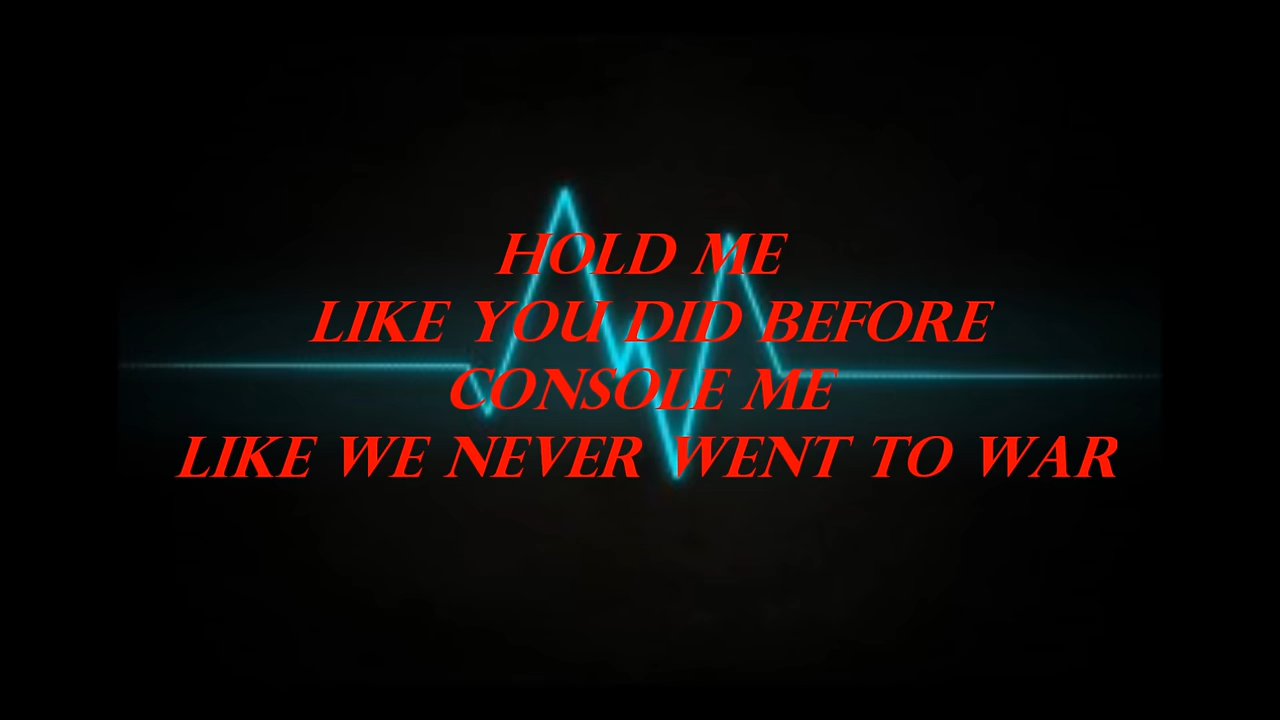 HOLD ME
LIKE YOU DID BEFORE
CONSOLE ME
LIKE WE NEVER WENT TO WAR